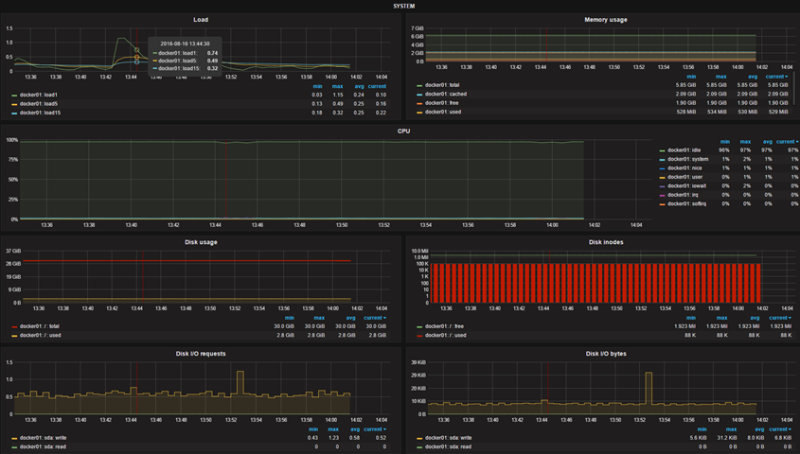 SYSTEM
Load
1.5
1.0
0.5
0
13:36 13:38 13:40 13:42 13:44 13:50 13:52 13:54 13:56 13:58 14:00 14:02 14:04
2016-08-16 13:44:38
docker01: load1: 0.74
docker01: load5: 0.49
docker01: load15: 0.32
min max avg current
docker01: load1 0.03 1.15 0.24 0.10
docker01: load5 0.13 0.49 0.25 0.16
docker01: load15 0.18 0.32 0.25 0.22
Memory usage
7 GiB
6 GiB
4 GiB
2 GiB
0 B
13:36 13:38 13:40 13:42 13:44 13:46 13:48 13:50 13:52 13:54 13:56 13:58 14:00 14:02 14:04
min max avg current
docker01: total 5.85 GiB 5.85 GiB 5.85 GiB 5.85 GiB
docker01: cached 2.09 GiB 2.09 GiB 2.09 GiB 2.09 GiB
docker01: free 1.90 GiB 1.90 GiB 1.90 GiB 1.90 GiB
docker01: used 528 MiB 534 MiB 530 MiB 529 MiB
CPU
100%
80%
60%
40%
20%
0%
13:36 13:38 13:40 13:42 13:44 13:46 13:48 13:50 13:52 13:54 13:56 13:58 14:00 14:02 14:04
min max avg current
docker01: idle 96% 97% 97% 97%
docker01: system 1% 2% 1% 1%
docker01: nice 0% 1% 1% 1%
docker01: user 0% 1% 1% 1%
docker01: iowait 0% 2% 0% 0%
docker01: irq 0% 0% 0% 0%
docker01: softirq 0% 0% 0% 0%
Disk usage
37 GiB
28 GiB
19 GiB
9 GiB
0 B
13:36 13:38 13:40 13:42 13:44 13:46 13:48 13:50 13:52 13:54 13:56 13:58 14:00 14:02 14:04
min max avg current
docker01 /: total 30.0 GiB 30.0 GiB 30.0 GiB 30.0 GiB
docker01 /: used 2.8 GiB 2.8 GiB 2.8 GiB 2.8 GiB
Disk inodes
10.0 Mil
1.0 Mil
100 K
10 K
1 K
100
10
1
0
13:36 13:38 13:40 13:42 13:44 13:46 13:48 13:50 13:52 13:54 13:56 13:58 14:00 14:02 14:04
min max avg current
docker01 /: free 1.923 Mil 1.923 Mil 1.923 Mil 1.923 Mil
docker01 /: used 88 K 88 K 88 K 88 K
Disk I/O requests
1.5
1.0
0.5
0
13:36 13:38 13:40 13:42 13:44 13:46 13:48 13:50 13:52 13:54 13:56 13:58 14:00 14:02 14:04
min max avg current
docker01: sda: write 0.43 1.23 0.58 0.52
docker01: sda: read 0 0 0 0
Disk I/O bytes
39 KiB
29 KiB
20 KiB
10 KiB
0 B
13:36 13:38 13:40 13:42 13:44 13:46 13:48 13:50 13:52 13:54 13:56 13:58 14:00 14:02 14:04
min max avg current
docker01: sda: write 5.6 KiB 31.2 KiB 8.0 KiB 6.8 KiB
docker01: sda: read 0 B 0 B 0 B 0 B